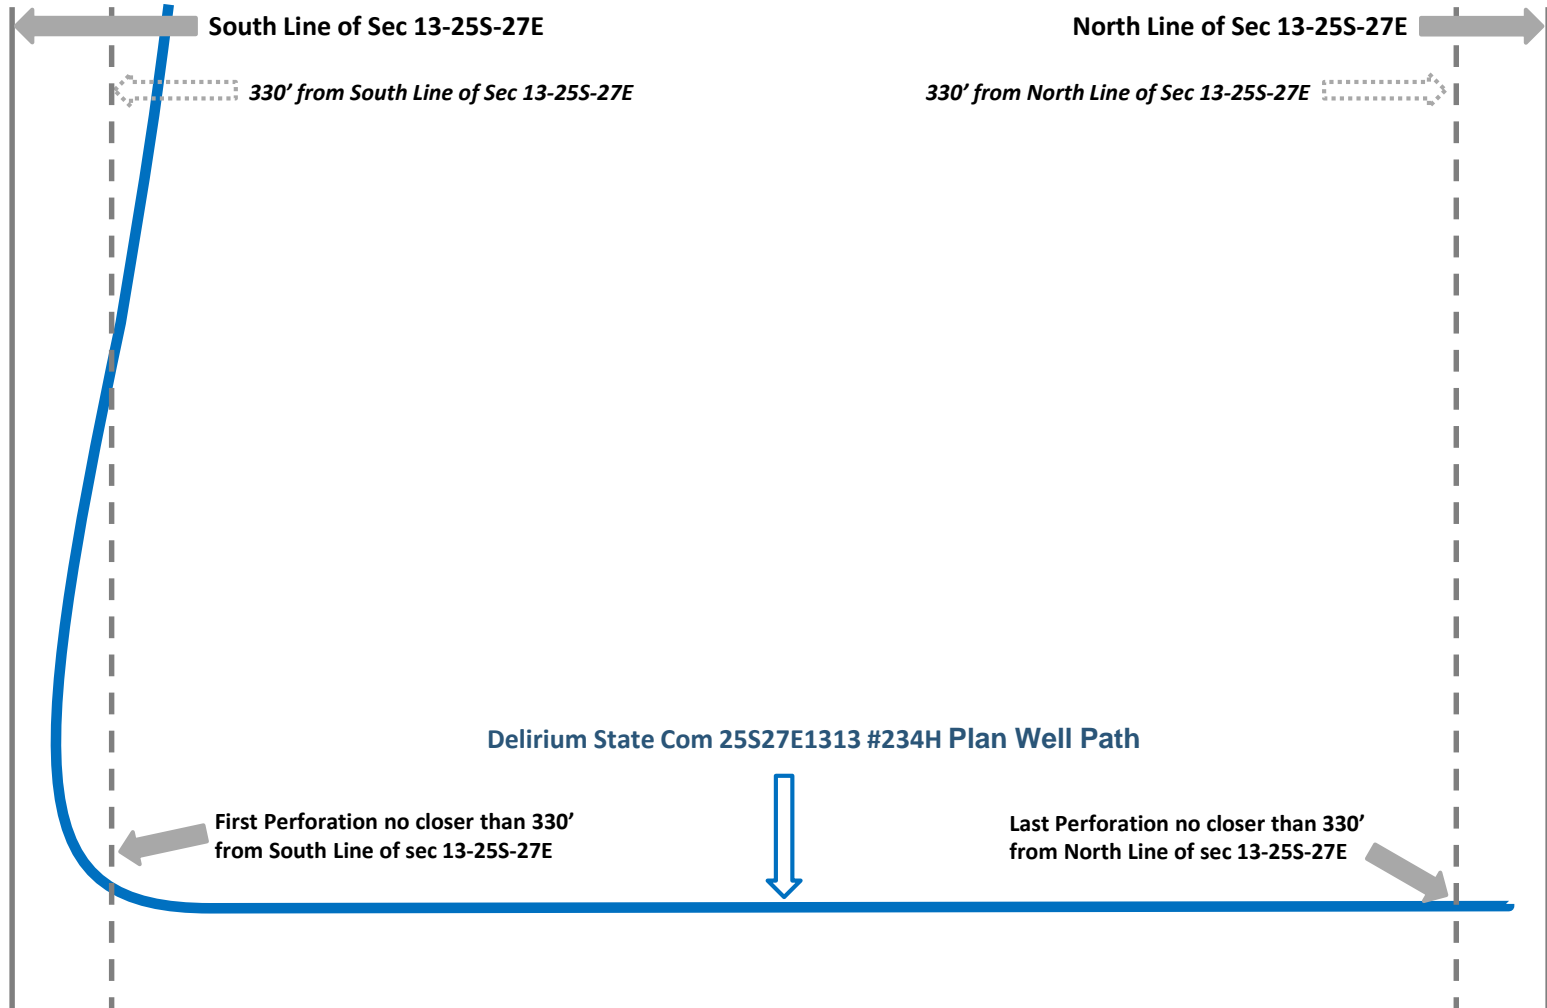 South Line of Sec 13-25S-27E
North Line of Sec 13-25S-27E
330' from South Line of Sec 13-25S-27E
330' from North Line of Sec 13-25S-27E
Delirium State Com 25S27E1313 #234H Plan Well Path
First Perforation no closer than 330'
from South Line of sec 13-25S-27E
Last Perforation no closer than 330'
from North Line of sec 13-25S-27E